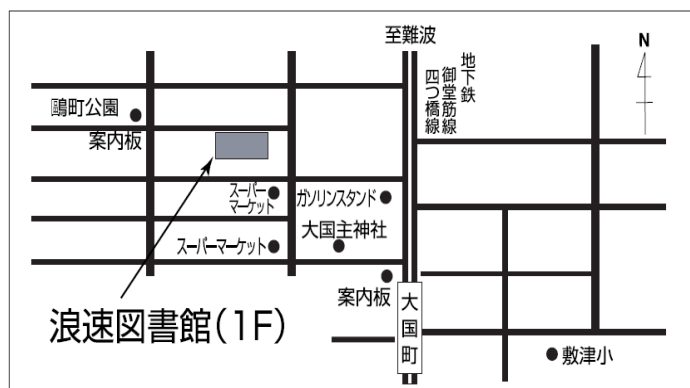 至難波
地下鉄
御堂筋線
四つ橋線
N
鷗町公園
案内板
スーパー
マーケット
ガソリンスタンド
大国主神社
スーパーマーケット
案内板
大国町
浪速図書館(1F)
敷津小